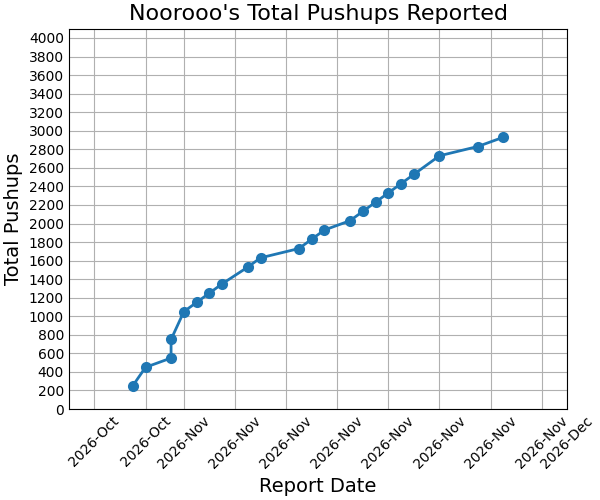 Noorooo's Total Pushups Reported
4000
3800
3600
3400
3200
3000
2800
2600
2400
2200
2000
1800
1600
1400
1200
1000
800
600
400
200
0
Total Pushups
2026-Oct
2026-Oct
2026-Nov
2026-Nov
2026-Nov
2026-Nov
2026-Nov
2026-Nov
2026-Nov
2026-Nov
2026-Dec
Report Date